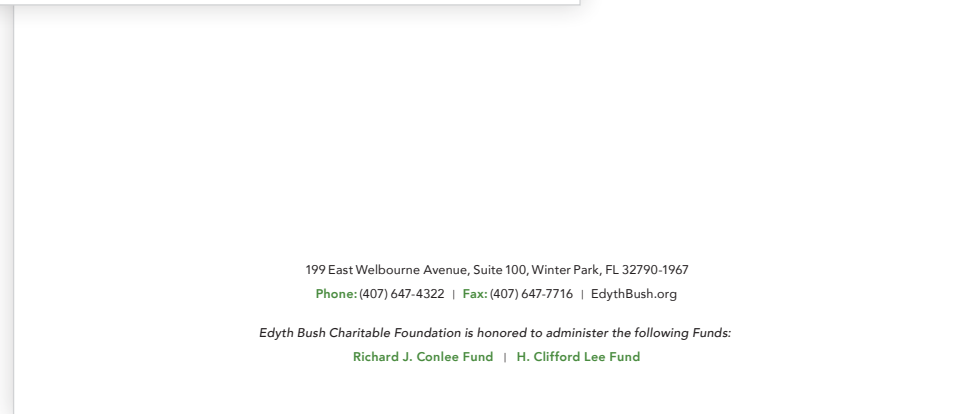 199 East Welbourne Avenue, Suite 100, Winter Park, FL 32790-1967
Phone: (407) 647-4322 | Fax: (407) 647-7716 | EdythBush.org
Edyth Bush Charitable Foundation is honored to administer the following Funds:
Richard J. Conlee Fund | H. Clifford Lee Fund